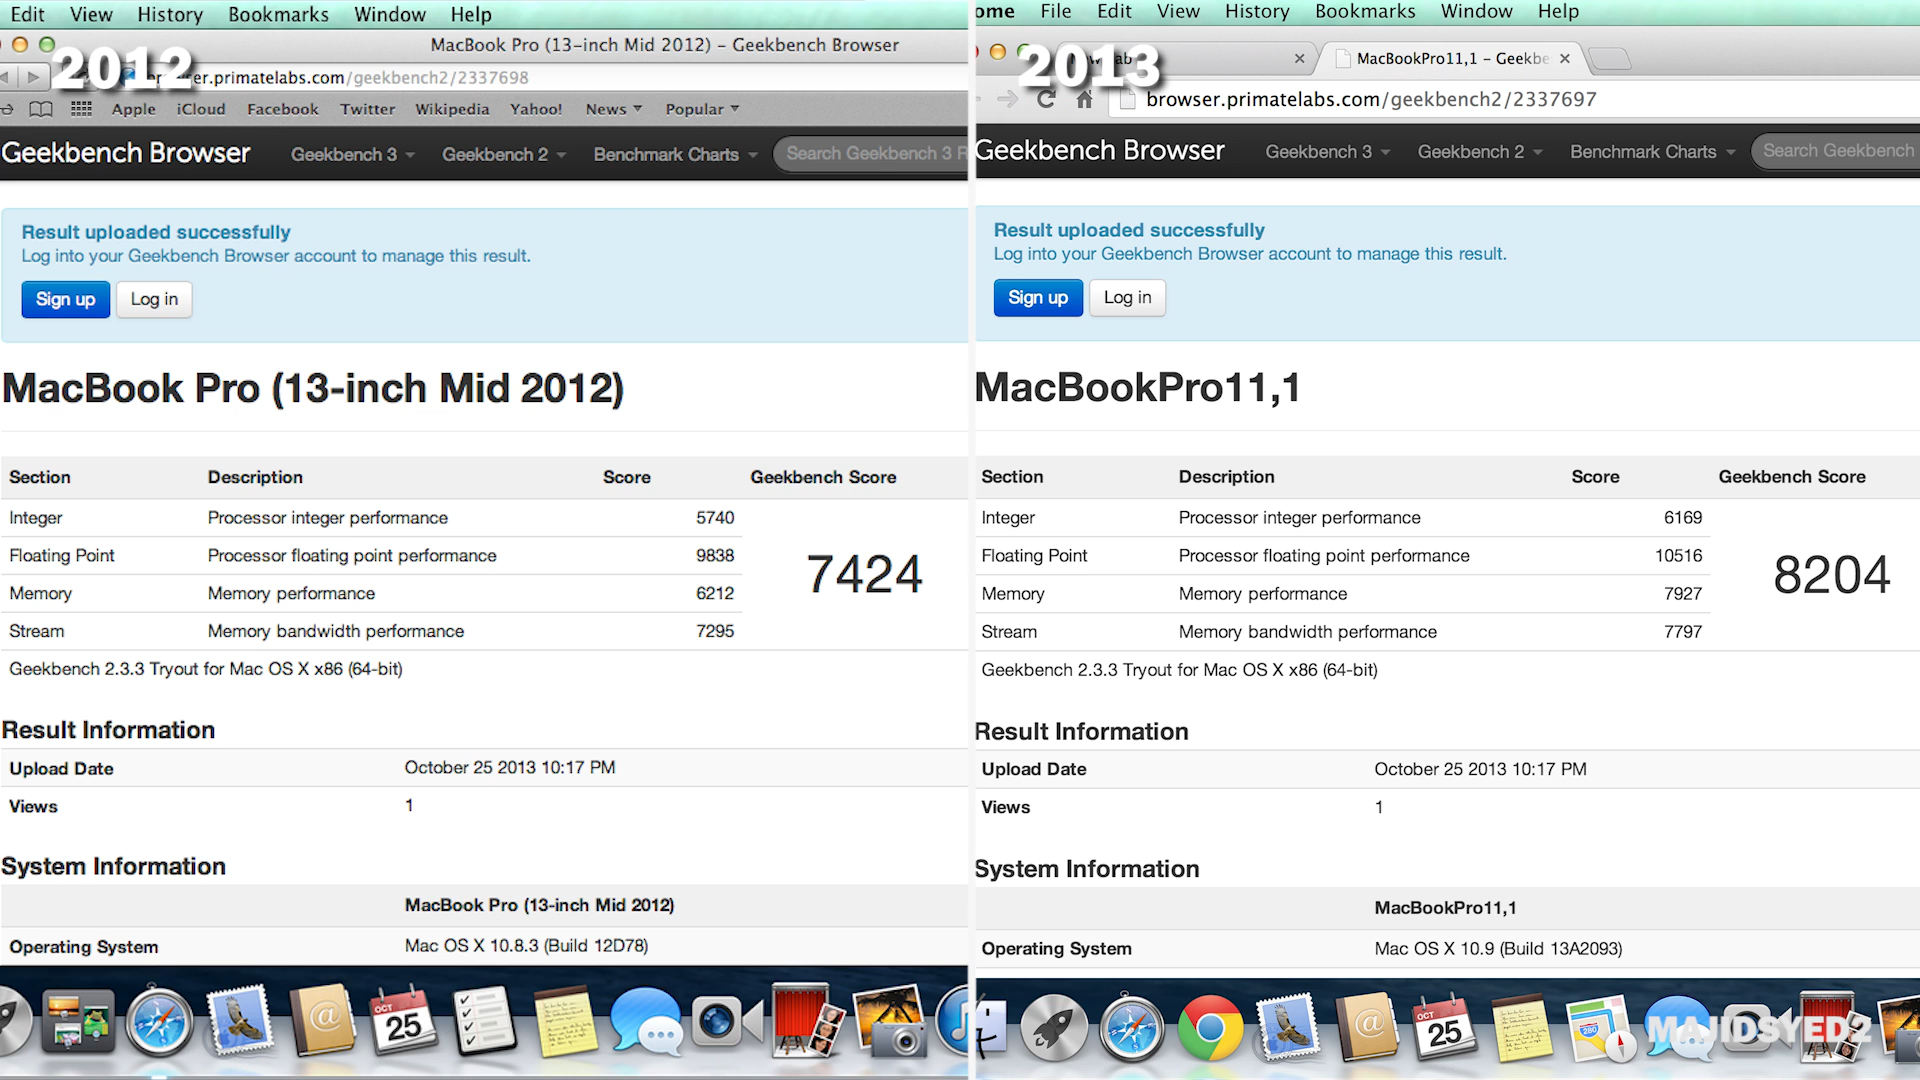 Edit View History Bookmarks Window Help
MacBook Pro (13-inch Mid 2012) – Geekbench Browser
2012
.primatelabs.com/geekbench2/2337698
Apple iCloud Facebook Twitter Wikipedia Yahoo! News Popular
Geekbench Browser Geekbench 3 Geekbench 2 Benchmark Charts Search Geekbench 3 R
Result uploaded successfully
Log into your Geekbench Browser account to manage this result.
Sign up Log in
MacBook Pro (13-inch Mid 2012)
Section Description Score Geekbench Score
Integer Processor integer performance 5740
Floating Point Processor floating point performance 9838
7424
Memory Memory performance 6212
Stream Memory bandwidth performance 7295
Geekbench 2.3.3 Tryout for Mac OS X x86 (64-bit)
Result Information
Upload Date October 25 2013 10:17 PM
Views 1
System Information
MacBook Pro (13-inch Mid 2012)
Operating System Mac OS X 10.8.3 (Build 12D78)
OCT
25
ome File Edit View History Bookmarks Window Help
2013
MacBookPro11,1 – Geekbe
browser.primatelabs.com/geekbench2/2337697
Geekbench Browser Geekbench 3 Geekbench 2 Benchmark Charts Search Geekbench
Result uploaded successfully
Log into your Geekbench Browser account to manage this result.
Sign up Log in
MacBookPro11,1
Section Description Score Geekbench Score
Integer Processor integer performance 6169
Floating Point Processor floating point performance 10516
8204
Memory Memory performance 7927
Stream Memory bandwidth performance 7797
Geekbench 2.3.3 Tryout for Mac OS X x86 (64-bit)
Result Information
Upload Date October 25 2013 10:17 PM
Views 1
System Information
MacBookPro11,1
Operating System Mac OS X 10.9 (Build 13A2093)
OCT
25
280
MAJIDSYED2